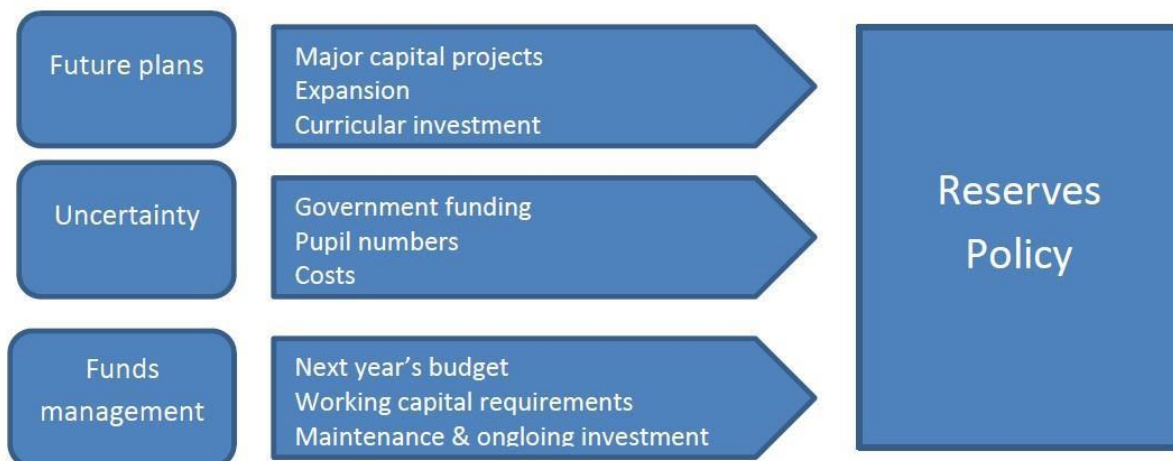 Future plans
Major capital projects
Expansion
Curricular investment
Uncertainty
Government funding
Pupil numbers
Costs
Funds
management
Next year’s budget
Working capital requirements
Maintenance & ongloing investment
Reserves
Policy